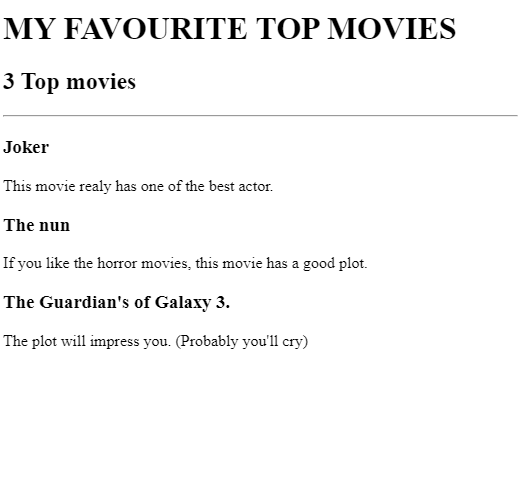 MY FAVOURITE TOP MOVIES
3 Top movies
Joker
This movie realy has one of the best actor.
The nun
If you like the horror movies, this movie has a good plot.
The Guardian's of Galaxy 3.
The plot will impress you. (Probably you'll cry)